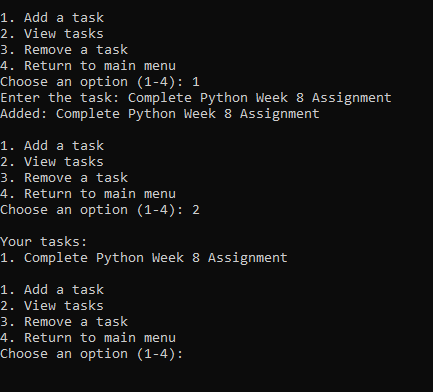 1. Add a task
2. View tasks
3. Remove a task
4. Return to main menu
Choose an option (1-4): 1
Enter the task: Complete Python Week 8 Assignment
Added: Complete Python Week 8 Assignment

1. Add a task
2. View tasks
3. Remove a task
4. Return to main menu
Choose an option (1-4): 2

Your tasks:
1. Complete Python Week 8 Assignment

1. Add a task
2. View tasks
3. Remove a task
4. Return to main menu
Choose an option (1-4):